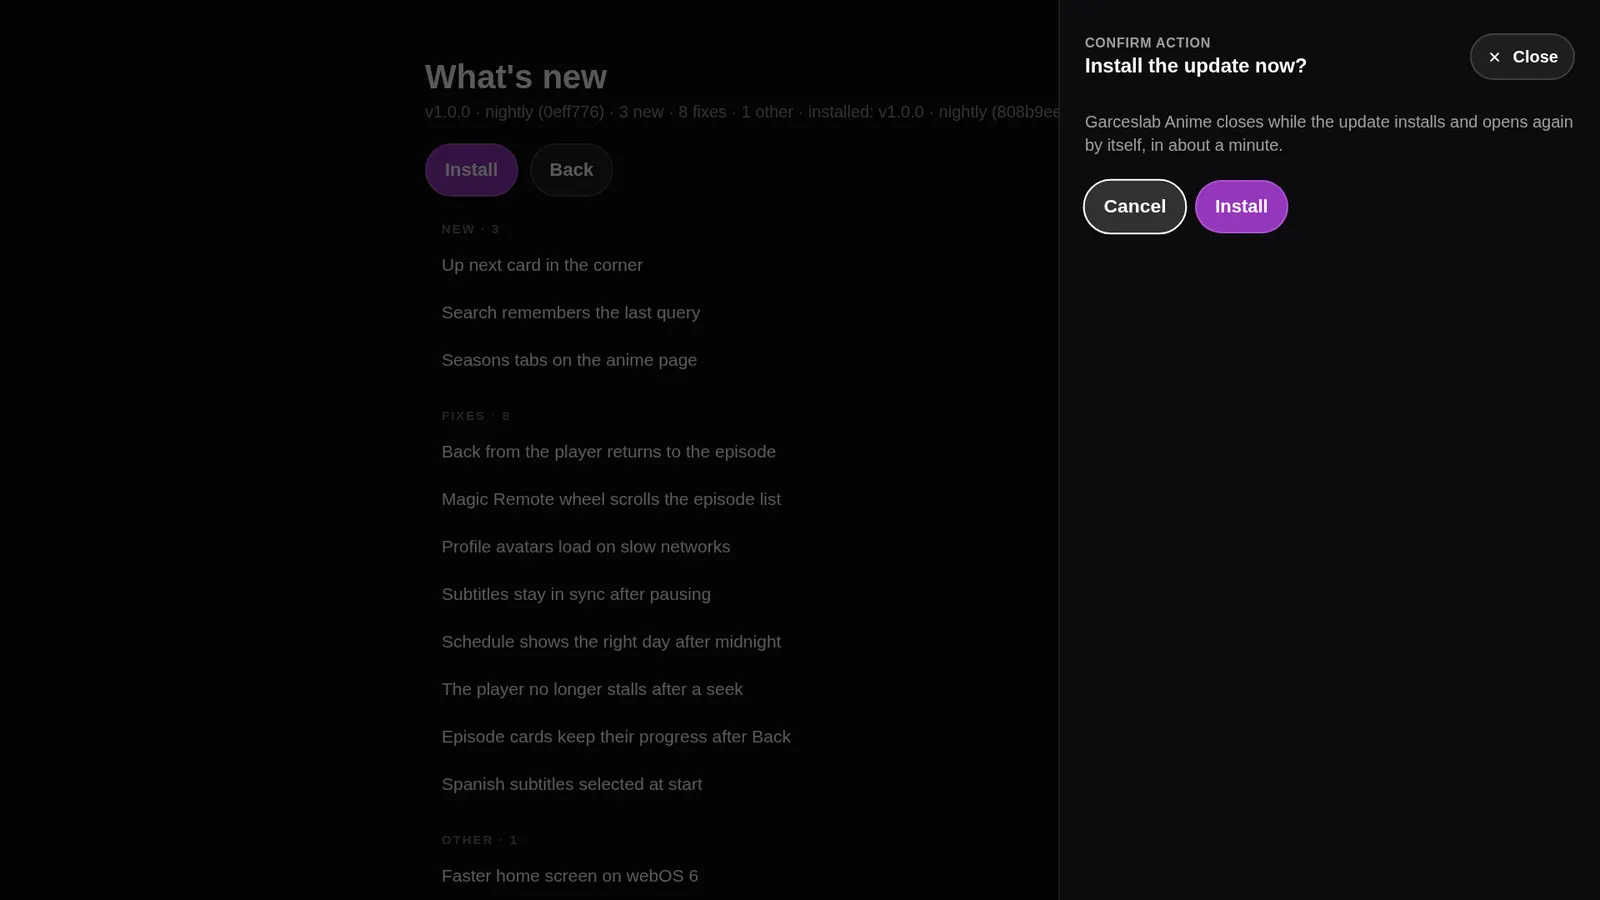 What's new
v1.0.0 · nightly (0eff776) · 3 new · 8 fixes · 1 other · installed: v1.0.0 · nightly (808b9ee
Install
Back
NEW · 3
Up next card in the corner
Search remembers the last query
Seasons tabs on the anime page
FIXES · 8
Back from the player returns to the episode
Magic Remote wheel scrolls the episode list
Profile avatars load on slow networks
Subtitles stay in sync after pausing
Schedule shows the right day after midnight
The player no longer stalls after a seek
Episode cards keep their progress after Back
Spanish subtitles selected at start
OTHER · 1
Faster home screen on webOS 6
CONFIRM ACTION
Install the update now?
× Close
Garceslab Anime closes while the update installs and opens again
by itself, in about a minute.
Cancel
Install